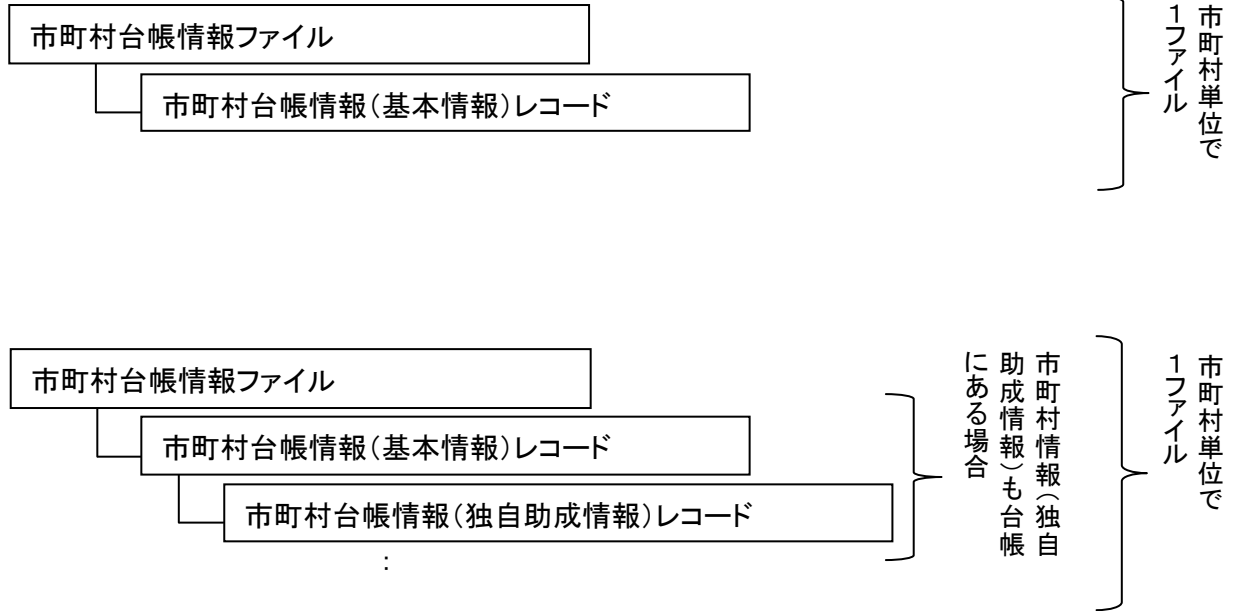 市町村台帳情報ファイル
市町村台帳情報(基本情報)レコード
市町村単位で
1ファイル
市町村台帳情報ファイル
市町村台帳情報(基本情報)レコード
市町村台帳情報(独自助成情報)レコード
:
市町村情報(独自
助成情報)も台帳
にある場合
市町村単位で
1ファイル